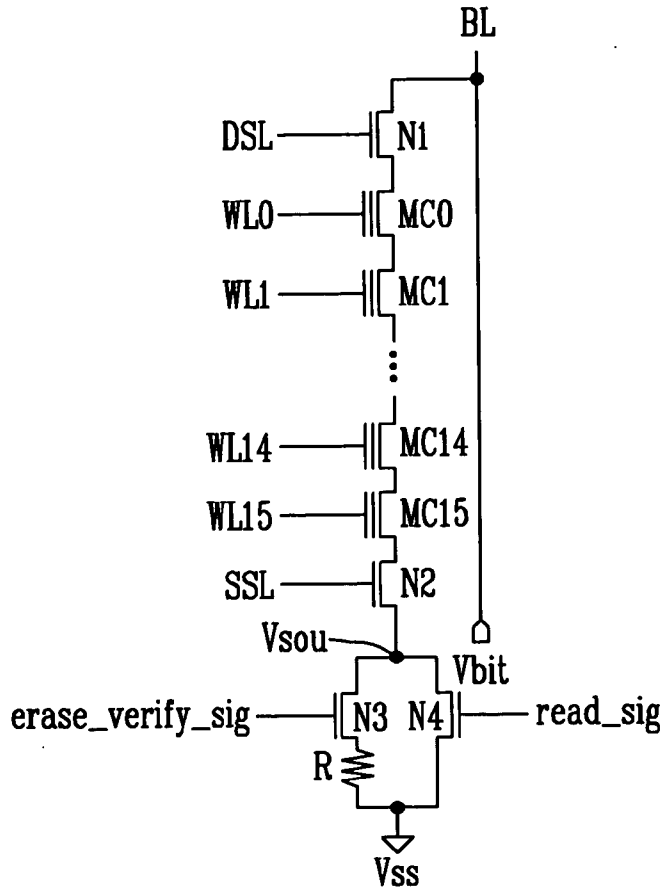 BL
DSL N1
WL0 MC0
WL1 MC1
WL14 MC14
WL15 MC15
SSL N2
Vsou
Vbit
erase_verify_sig N3 N4 read_sig
R
Vss